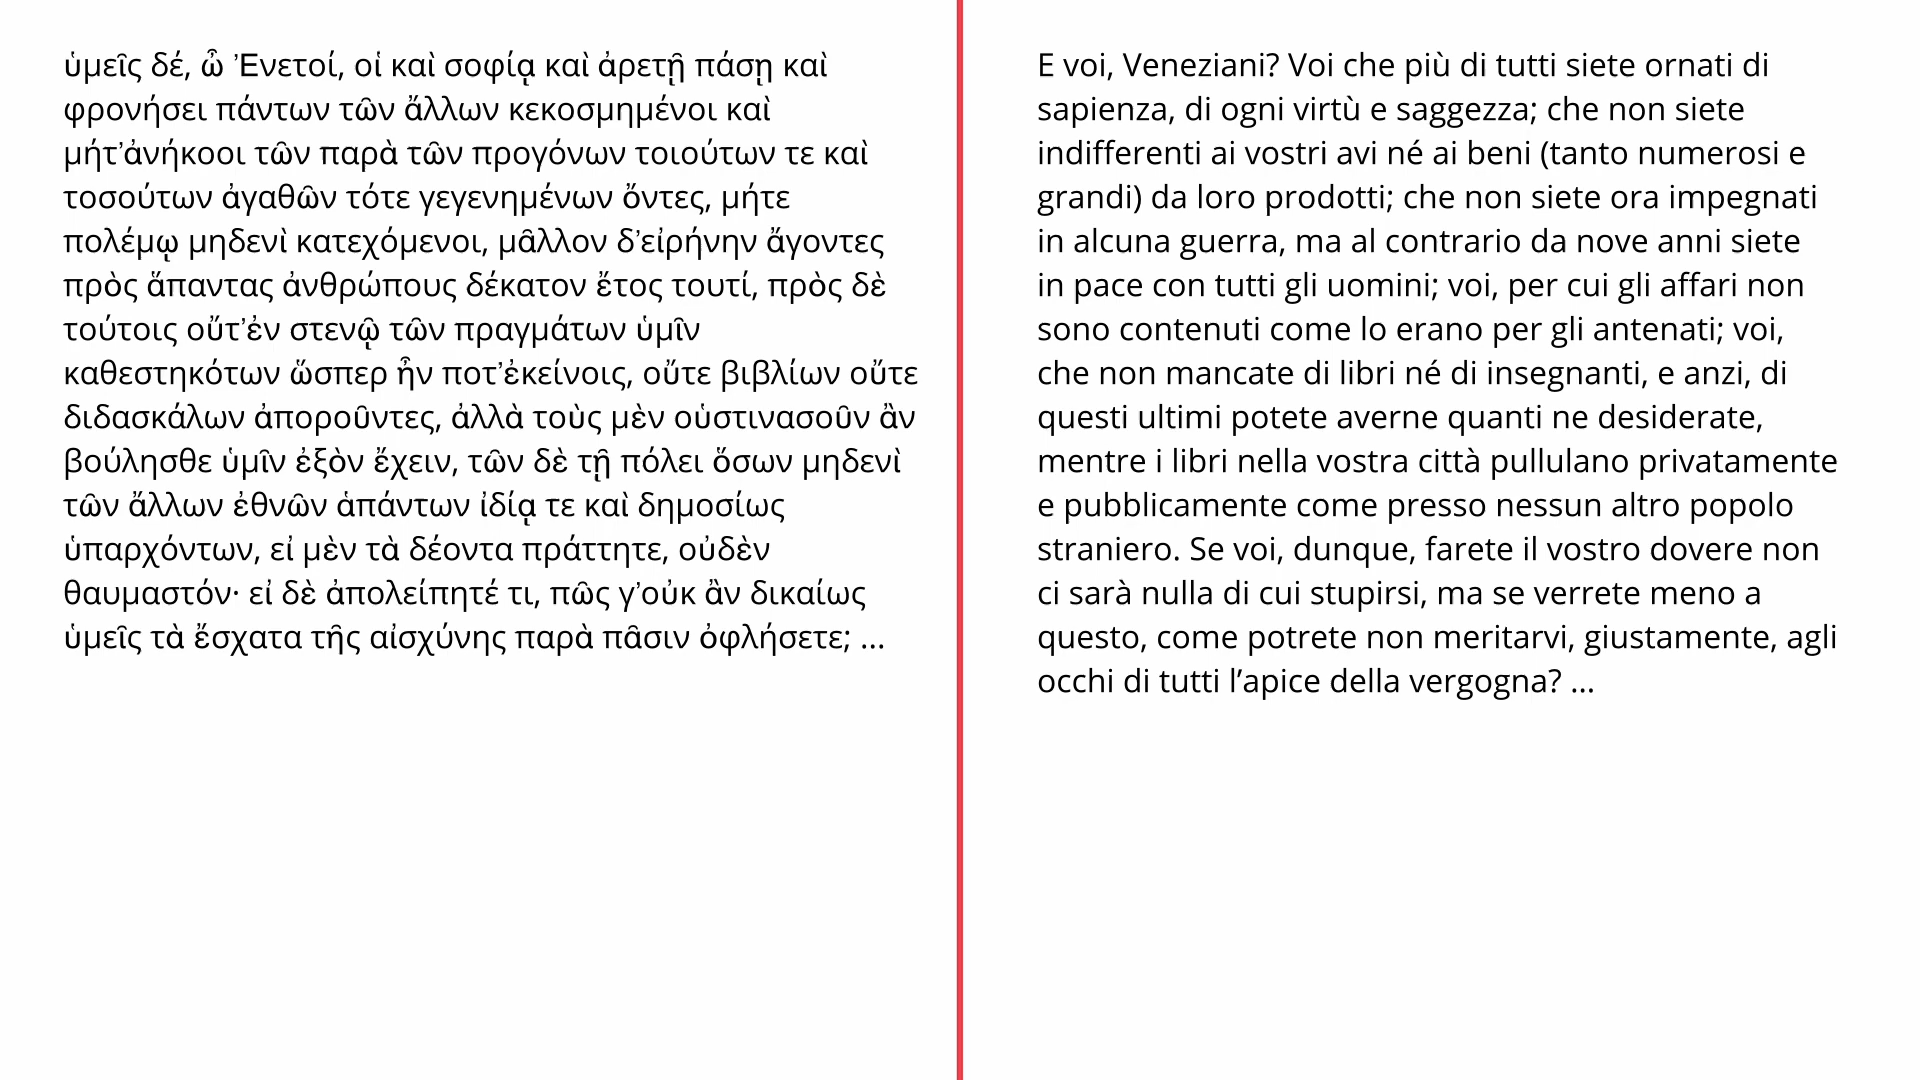 ὑμεῖς δέ, ὦ Ἐνετοί, οἱ καὶ σοφίᾳ καὶ ἀρετῇ πάσῃ καὶ
φρονήσει πάντων τῶν ἄλλων κεκοσμημένοι καὶ
μήτ’ἀνήκοοι τῶν παρὰ τῶν προγόνων τοιούτων τε καὶ
τοσούτων ἀγαθῶν τότε γεγενημένων ὄντες, μήτε
πολέμῳ μηδενὶ κατεχόμενοι, μᾶλλον δ’εἰρήνην ἄγοντες
πρὸς ἅπαντας ἀνθρώπους δέκατον ἔτος τουτί, πρὸς δὲ
τούτοις οὔτ’ἐν στενῷ τῶν πραγμάτων ὑμῖν
καθεστηκότων ὥσπερ ἦν ποτ’ἐκείνοις, οὔτε βιβλίων οὔτε
διδασκάλων ἀποροῦντες, ἀλλὰ τοὺς μὲν οὑστινασοῦν ἂν
βούλησθε ὑμῖν ἐξὸν ἔχειν, τῶν δὲ τῇ πόλει ὅσων μηδενὶ
τῶν ἄλλων ἐθνῶν ἁπάντων ἰδίᾳ τε καὶ δημοσίως
ὑπαρχόντων, εἰ μὲν τὰ δέοντα πράττητε, οὐδὲν
θαυμαστόν· εἰ δὲ ἀπολείπητέ τι, πῶς γ’οὐκ ἂν δικαίως
ὑμεῖς τὰ ἔσχατα τῆς αἰσχύνης παρὰ πᾶσιν ὀφλήσετε; ...
E voi, Veneziani? Voi che più di tutti siete ornati di
sapienza, di ogni virtù e saggezza; che non siete
indifferenti ai vostri avi né ai beni (tanto numerosi e
grandi) da loro prodotti; che non siete ora impegnati
in alcuna guerra, ma al contrario da nove anni siete
in pace con tutti gli uomini; voi, per cui gli affari non
sono contenuti come lo erano per gli antenati; voi,
che non mancate di libri né di insegnanti, e anzi, di
questi ultimi potete averne quanti ne desiderate,
mentre i libri nella vostra città pullulano privatamente
e pubblicamente come presso nessun altro popolo
straniero. Se voi, dunque, farete il vostro dovere non
ci sarà nulla di cui stupirsi, ma se verrete meno a
questo, come potrete non meritarvi, giustamente, agli
occhi di tutti l’apice della vergogna? ...